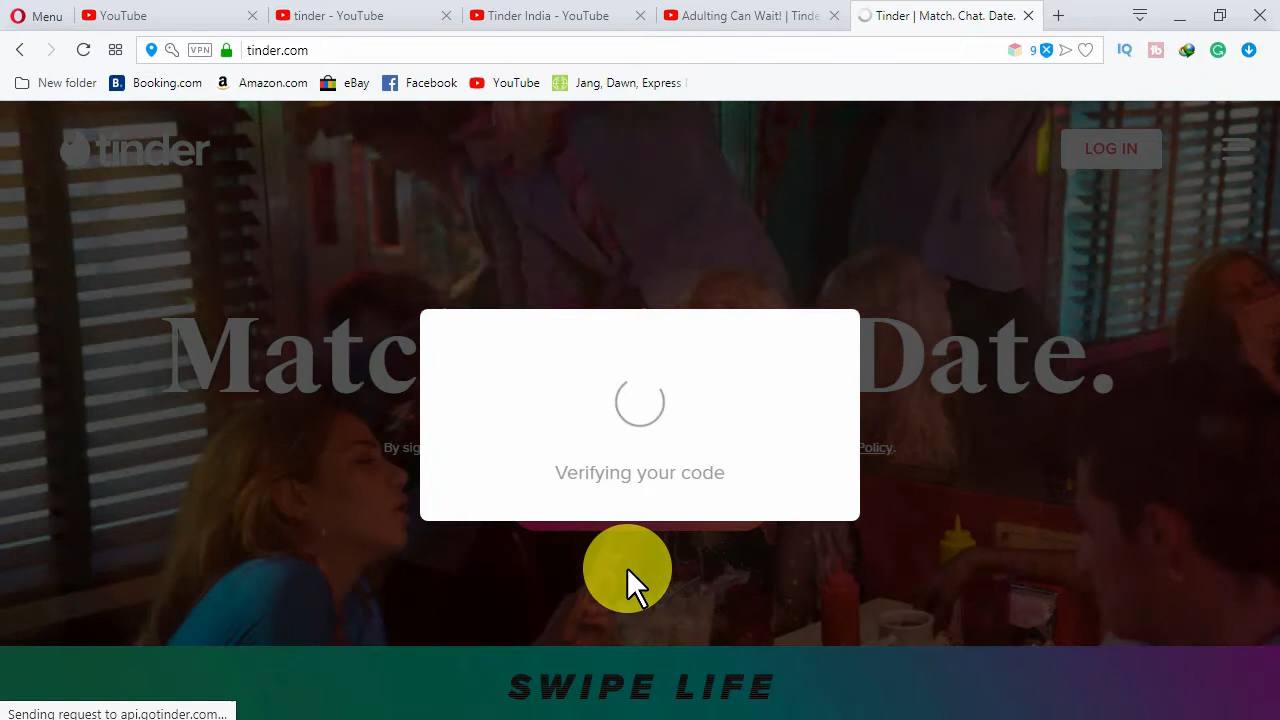 Menu
YouTube
tinder - YouTube
Tinder India - YouTube
Adulting Can Wait! | Tinde
Tinder | Match. Chat. Date.
VPN
tinder.com
9
IQ
tb
New folder
B.
Booking.com
Amazon.com
eBay
Facebook
YouTube
Jang, Dawn, Express
tinder
LOG IN
Matc
Date.
By sig
Policy.
Verifying your code
SWIPE LIFE
Sending request to api.gotinder.com...